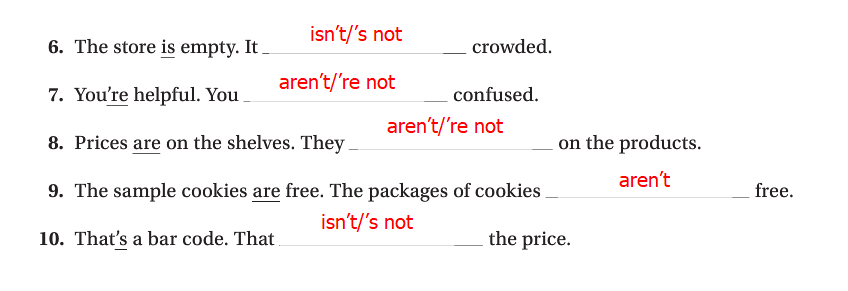 6. The store is empty. It isn't/'s not crowded.
7. You're helpful. You aren't/'re not confused.
8. Prices are on the shelves. They aren't/'re not on the products.
9. The sample cookies are free. The packages of cookies aren't free.
10. That's a bar code. That isn't/'s not the price.